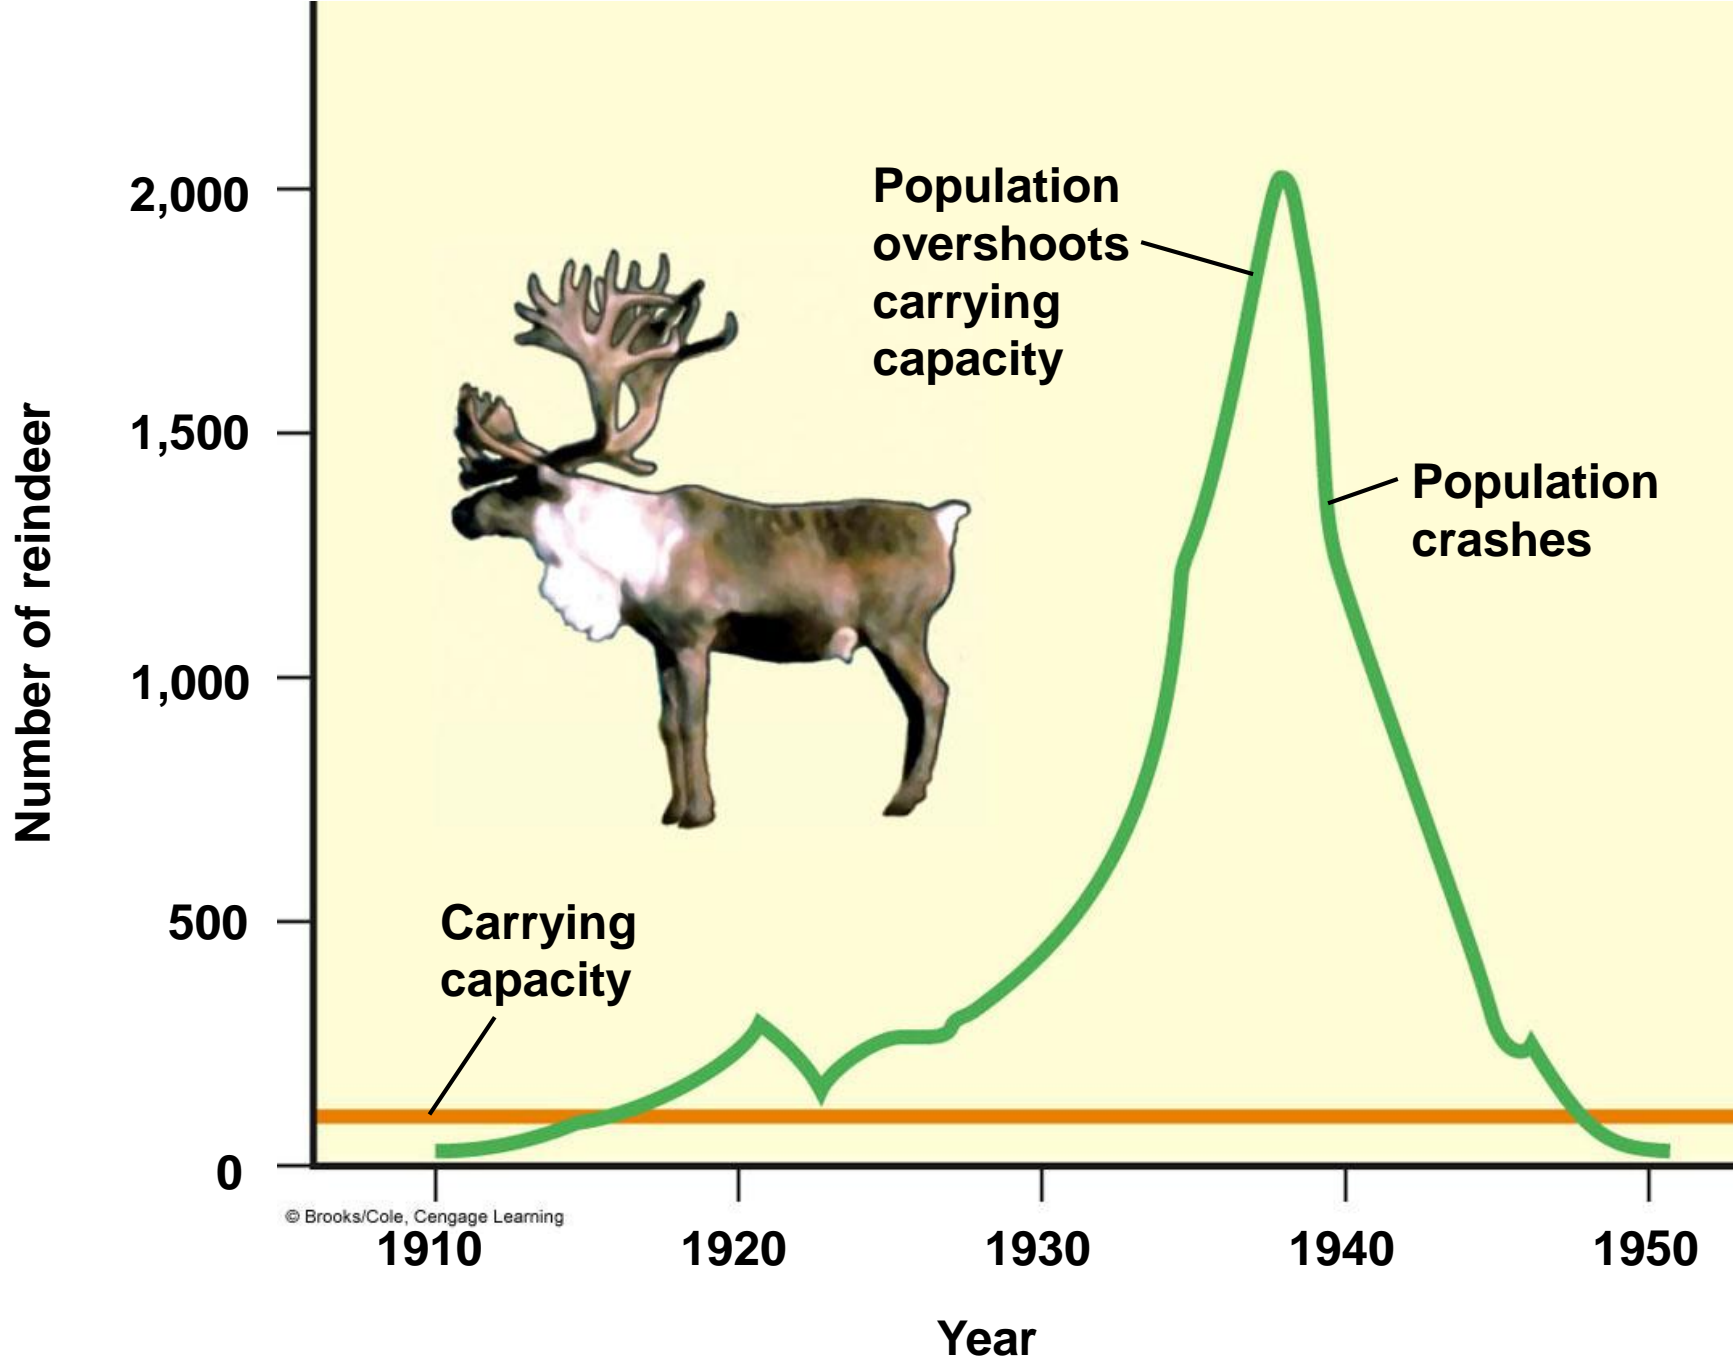 Population
overshoots
carrying
capacity
Population
crashes
Carrying
capacity
Number of reindeer
2,000
1,500
1,000
500
0
© Brooks/Cole, Cengage Learning
1910
1920
1930
1940
1950
Year